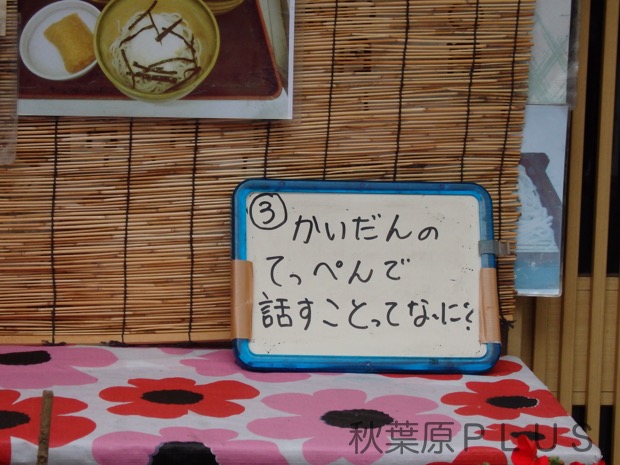 ③
かいだんの
てっぺんで
話すことってなに?
秋葉原PLUS